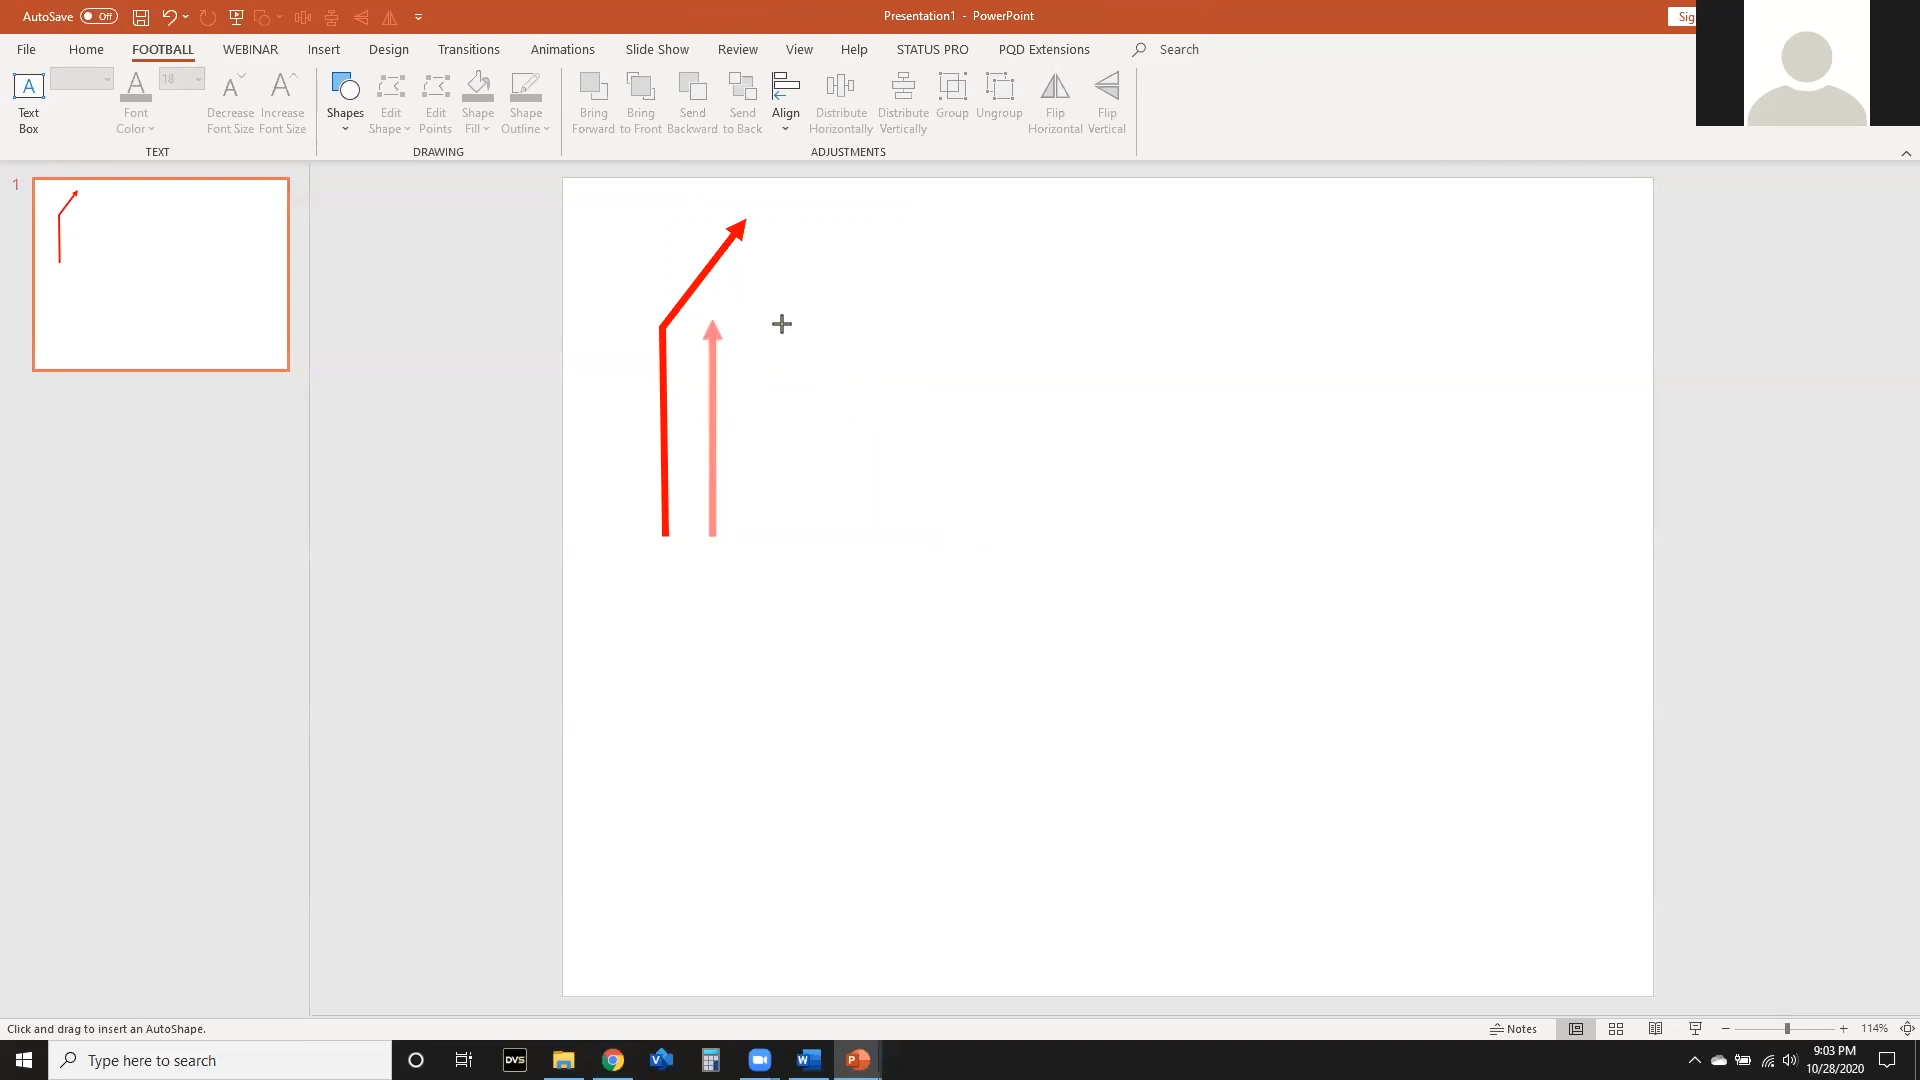 AutoSave Off
Presentation1 - PowerPoint
Sig
File Home FOOTBALL WEBINAR Insert Design Transitions Animations Slide Show Review View Help STATUS PRO PQD Extensions Search
A
Text
Box
A
Font
Color
18
A
Decrease
Font Size
A
Increase
Font Size
TEXT
Shapes
Edit
Shape
Edit
Points
Shape
Fill
Shape
Outline
DRAWING
Bring
Forward
Bring
to Front
Send
Backward
Send
to Back
Align
Distribute
Horizontally
Distribute
Vertically
Group
Ungroup
Flip
Horizontal
Flip
Vertical
ADJUSTMENTS
1
Click and drag to insert an AutoShape.
Notes
114%
Type here to search
DVS
V
W
P
9:03 PM
10/28/2020